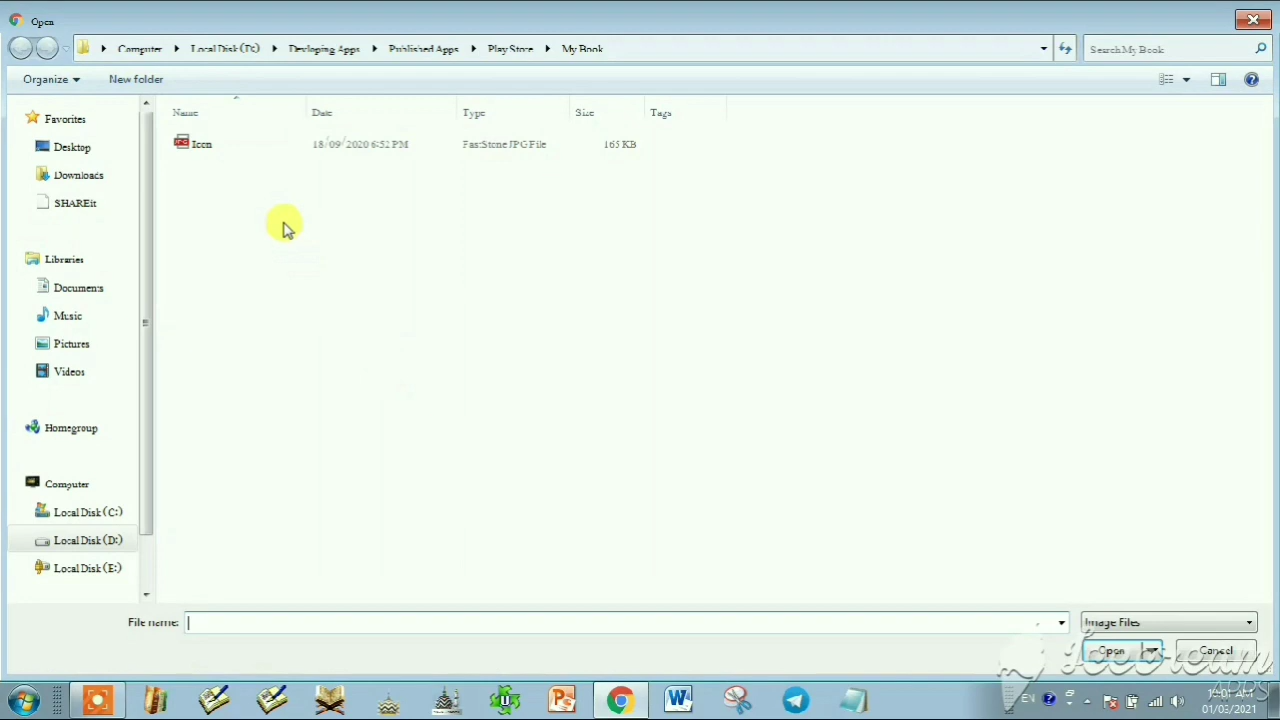 Open
Computer Local Disk (D:) Devloping Apps Published Apps Play Store My Book
Search My Book
Organize New folder
Name Date Type Size Tags
Icon 18/09/2020 6:52 PM FastStone JPG File 165 KB
Favorites
Desktop
Downloads
SHAREit
Libraries
Documents
Music
Pictures
Videos
Homegroup
Computer
Local Disk (C:)
Local Disk (D:)
Local Disk (E:)
File name:
Image Files
Open Cancel
Icecream
APPS
EN
01/03/2021